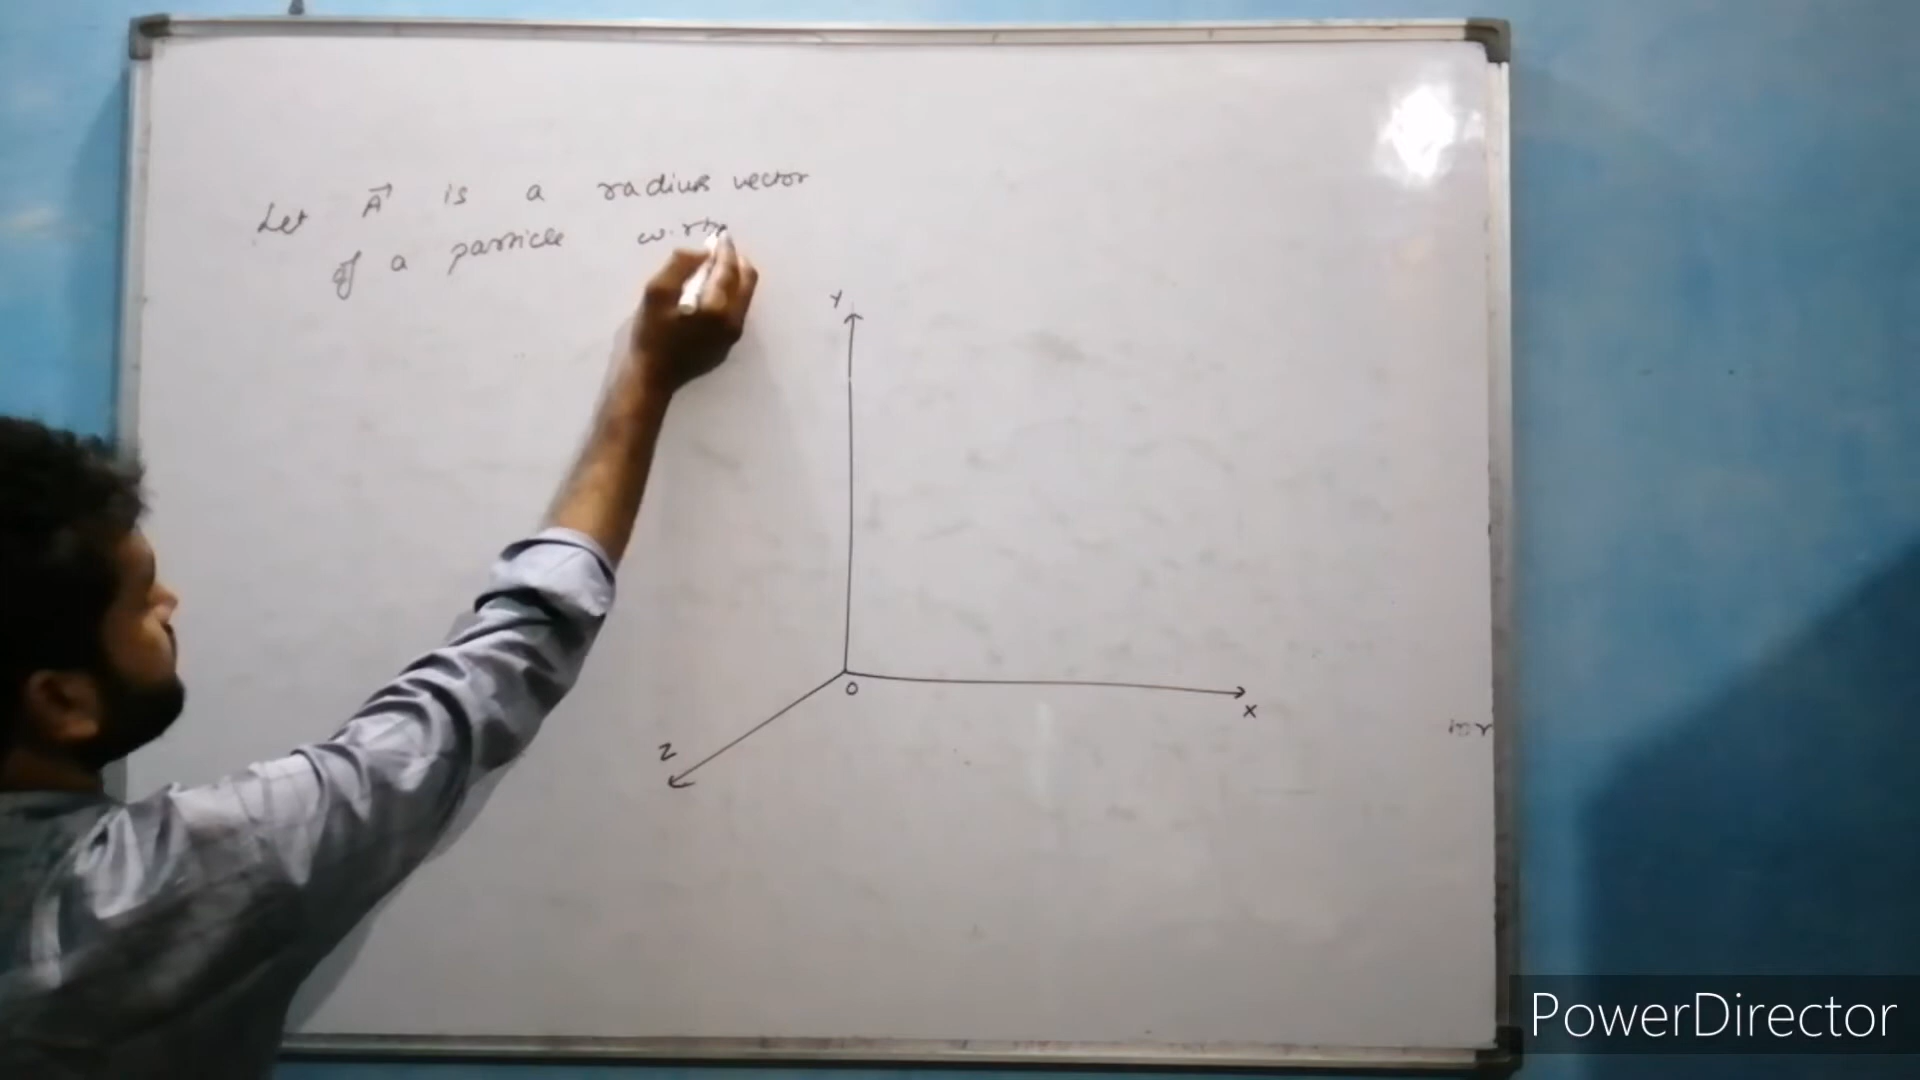 Let A⃗ is a radius vector
of a particle w.r.t
Y
O
X
Z
PowerDirector